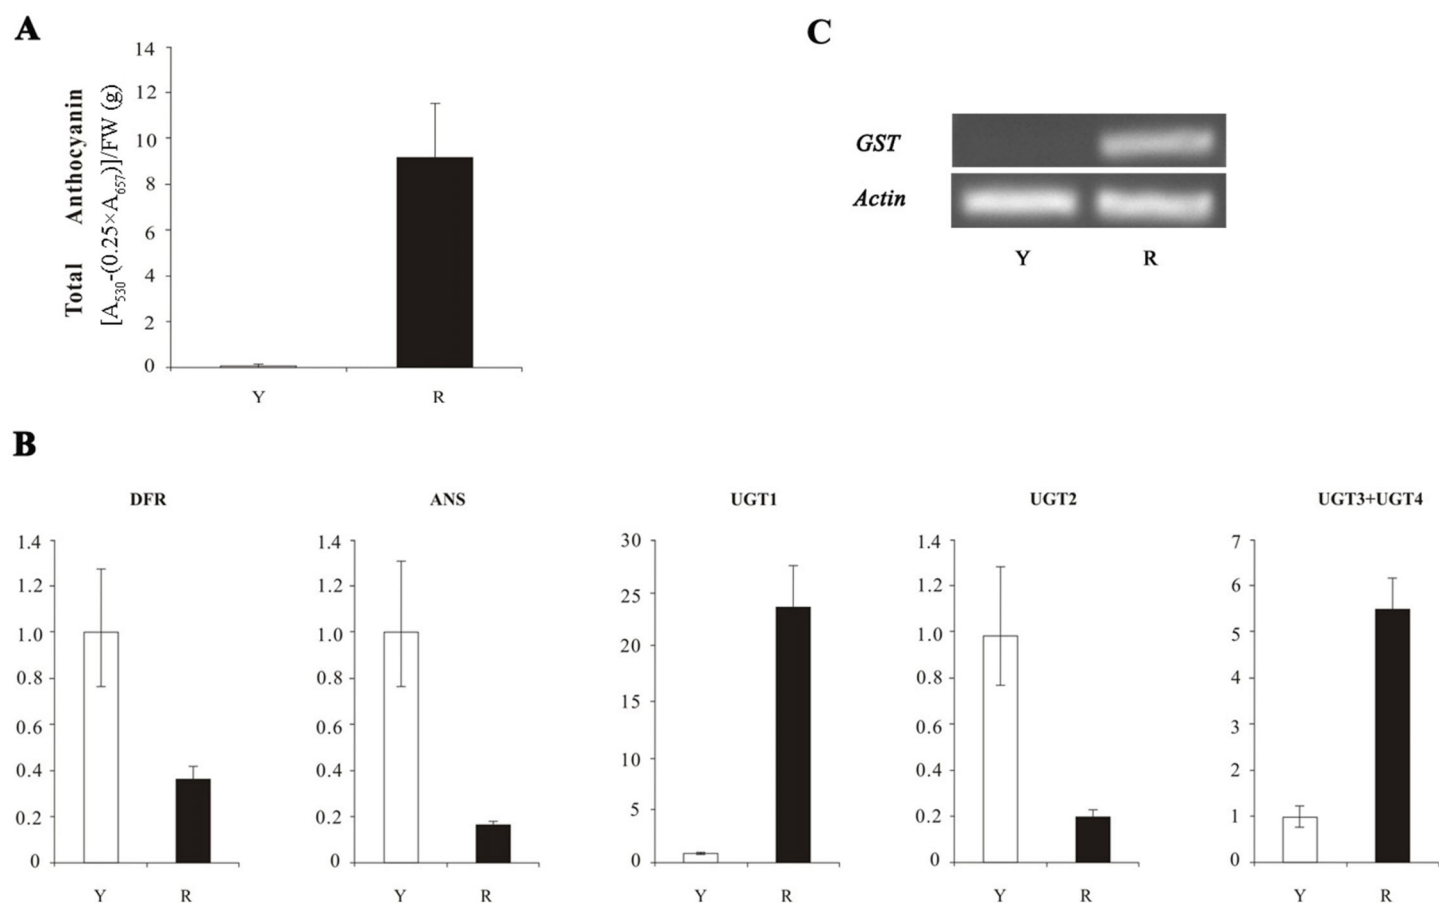 A
Total Anthocyanin
[A530-(0.25×A657)]/FW (g)
14
12
10
8
6
4
2
0
Y R
C
GST
Actin
Y R
B
DFR
1.4
1.2
1.0
0.8
0.6
0.4
0.2
0
Y R
ANS
1.4
1.2
1.0
0.8
0.6
0.4
0.2
0
Y R
UGT1
30
25
20
15
10
5
0
Y R
UGT2
1.4
1.2
1.0
0.8
0.6
0.4
0.2
0
Y R
UGT3+UGT4
7
6
5
4
3
2
1
0
Y R